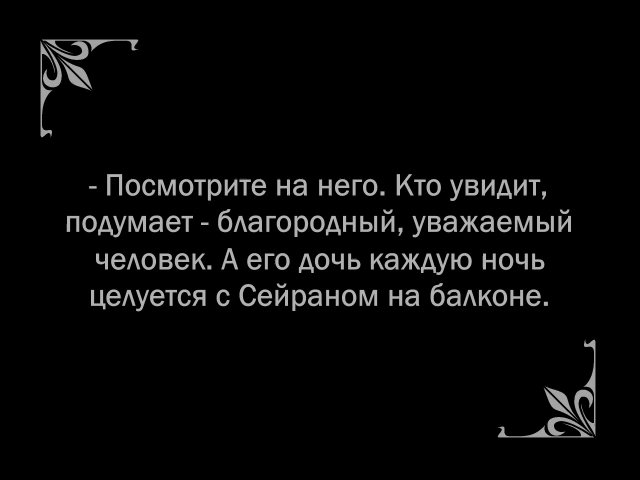 - Посмотрите на него. Кто увидит,
подумает - благородный, уважаемый
человек. А его дочь каждую ночь
целуется с Сейраном на балконе.